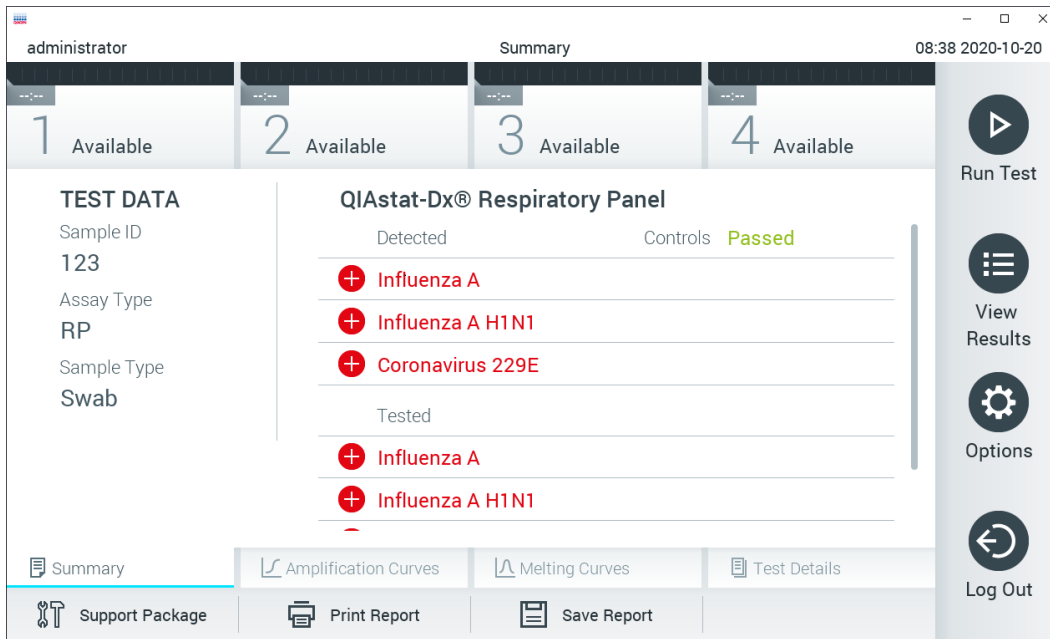 administrator
Summary
08:38 2020-10-20
--:--
1 Available
--:--
2 Available
--:--
3 Available
--:--
4 Available
TEST DATA
Sample ID
123
Assay Type
RP
Sample Type
Swab
QIAstat-Dx® Respiratory Panel
Detected
Controls Passed
Influenza A
Influenza A H1N1
Coronavirus 229E
Tested
Influenza A
Influenza A H1N1
Run Test
View
Results
Options
Log Out
Summary
Amplification Curves
Melting Curves
Test Details
Support Package
Print Report
Save Report